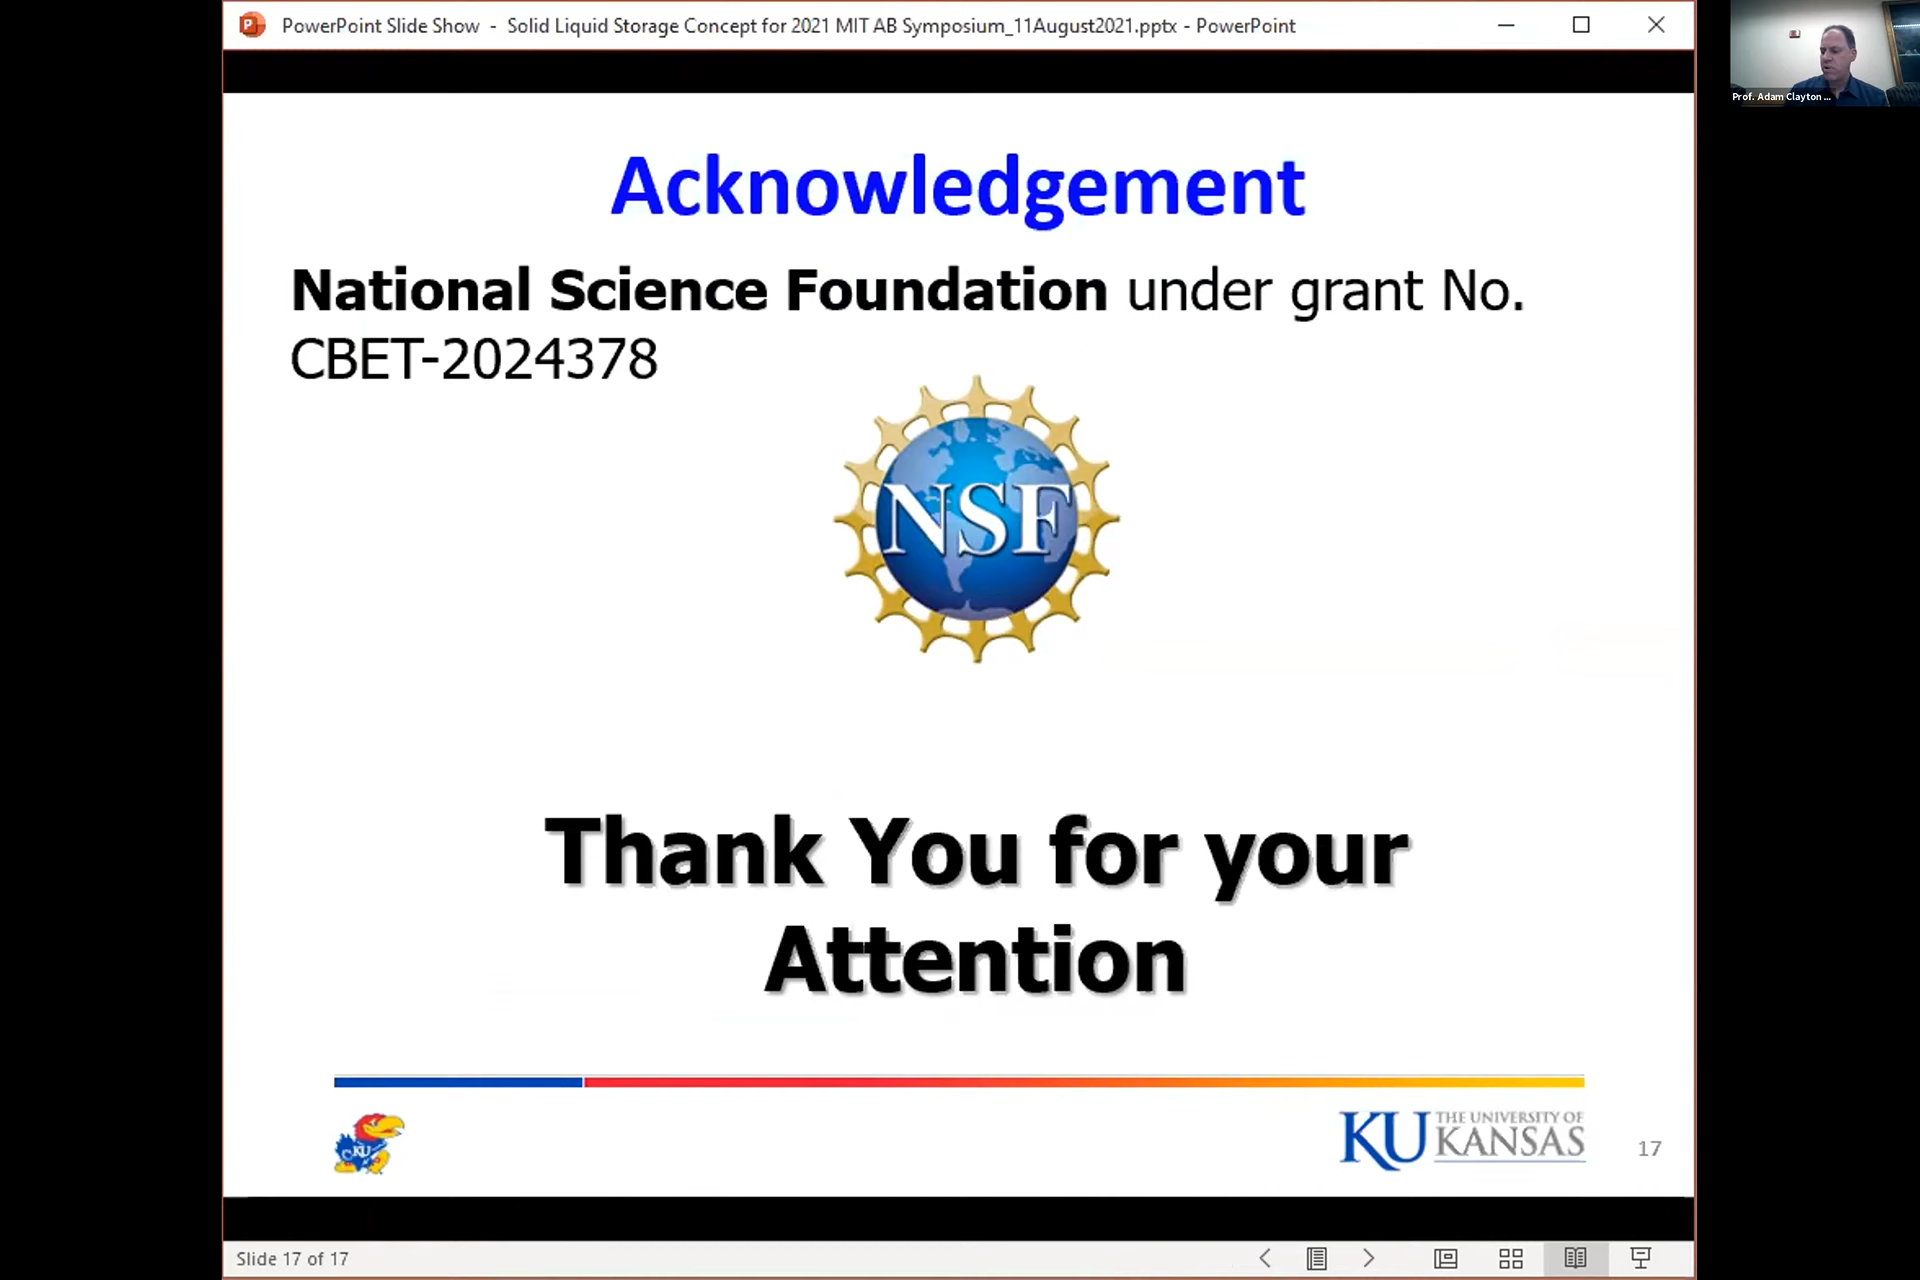 PowerPoint Slide Show - Solid Liquid Storage Concept for 2021 MIT AB Symposium_11August2021.pptx - PowerPoint
Prof. Adam Clayton ...
Acknowledgement
National Science Foundation under grant No.
CBET-2024378
NSF
Thank You for your
Attention
KU
KU THE UNIVERSITY OF
KANSAS
17
Slide 17 of 17